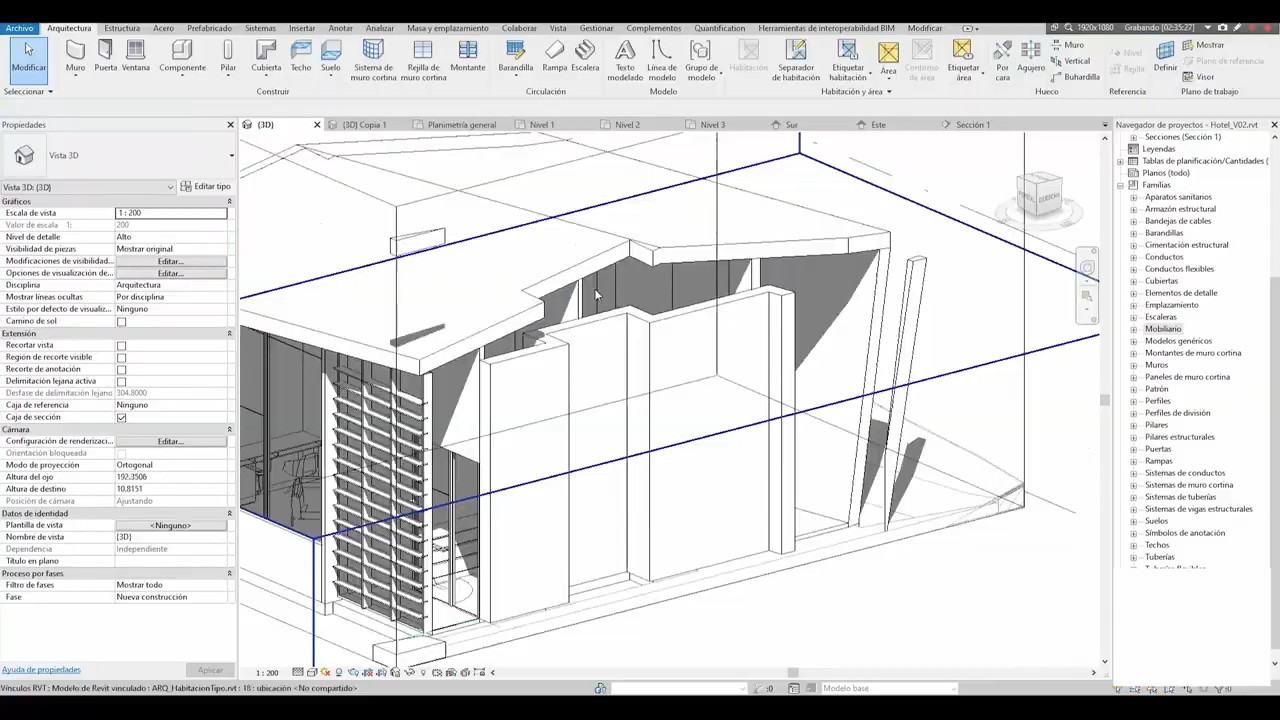 Archivo Arquitectura Estructura Acero Prefabricado Sistemas Insertar Anotar Analizar Masa y emplazamiento Colaborar Vista Gestionar Complementos Quantification Herramientas de interoperabilidad BIM Modificar 1920x1080 Grabando [02:35:27]
Modificar Muro Puerta Ventana Componente Pilar Cubierta Techo Suelo Sistema de muro cortina Rejilla de muro cortina Montante Barandilla Rampa Escalera Texto modelado Línea de modelo Grupo de modelo Habitación Separador de habitación Etiquetar habitación Área Contorno de área Etiquetar área Por cara Agujero Muro Vertical Buhardilla Nivel Rejilla Definir Mostrar Plano de referencia Visor
Seleccionar Construir Circulación Modelo Habitación y área Hueco Referencia Plano de trabajo
Propiedades
{3D} {3D} Copia 1 Planimetría general Nivel 1 Nivel 2 Nivel 3 Sur Este Sección 1
Navegador de proyectos - Hotel_V02.rvt
Vista 3D
Vista 3D: {3D} Editar tipo
Gráficos
Escala de vista 1 : 200
Valor de escala 1: 200
Nivel de detalle Alto
Visibilidad de piezas Mostrar original
Modificaciones de visibilidad... Editar...
Opciones de visualización de... Editar...
Disciplina Arquitectura
Mostrar líneas ocultas Por disciplina
Estilo por defecto de visualiz... Ninguno
Camino de sol
Extensión
Recortar vista
Región de recorte visible
Recorte de anotación
Delimitación lejana activa
Desfase de delimitación lejano 304.8000
Caja de referencia Ninguno
Caja de sección
Cámara
Configuración de renderizaci... Editar...
Orientación bloqueada
Modo de proyección Ortogonal
Altura del ojo 192.3506
Altura de destino 10.8151
Posición de cámara Ajustando
Datos de identidad
Plantilla de vista <Ninguno>
Nombre de vista {3D}
Dependencia Independiente
Título en plano
Proceso por fases
Filtro de fases Mostrar todo
Fase Nueva construcción
Ayuda de propiedades Aplicar
Secciones (Sección 1)
Leyendas
Tablas de planificación/Cantidades (
Planos (todo)
Familias
Aparatos sanitarios
Armazón estructural
Bandejas de cables
Barandillas
Cimentación estructural
Conductos
Conductos flexibles
Cubiertas
Elementos de detalle
Emplazamiento
Escaleras
Mobiliario
Modelos genéricos
Montantes de muro cortina
Muros
Paneles de muro cortina
Patrón
Perfiles
Perfiles de división
Pilares
Pilares estructurales
Puertas
Rampas
Sistemas de conductos
Sistemas de muro cortina
Sistemas de tuberías
Sistemas de vigas estructurales
Suelos
Símbolos de anotación
Techos
Tuberías
Tuberías flexibles
1 : 200
Vínculos RVT : Modelo de Revit vinculado : ARQ_HabitacionTipo.rvt : 18 : ubicación <No compartido> :0 Modelo base :0